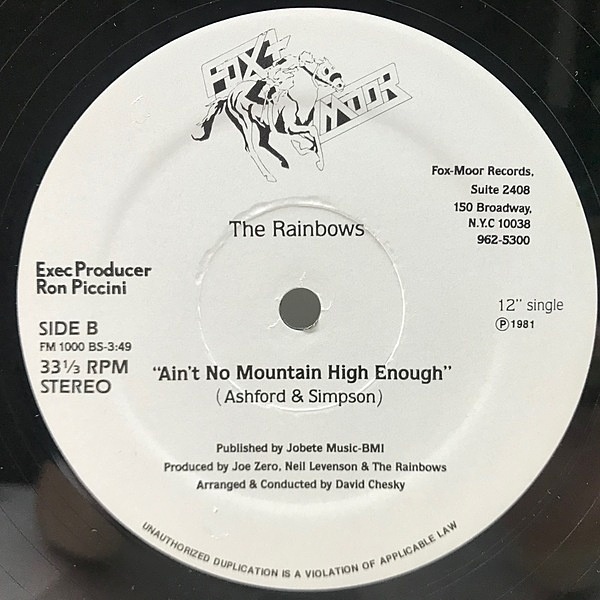 FOX
MOOR
Fox-Moor Records,
Suite 2408
150 Broadway,
N.Y.C 10038
962-5300
The Rainbows
Exec Producer
Ron Piccini
12" single
Ⓟ1981
SIDE B
FM 1000 BS-3:49
33⅓ RPM
STEREO
"Ain't No Mountain High Enough"
(Ashford & Simpson)
Published by Jobete Music-BMI
Produced by Joe Zero, Neil Levenson & The Rainbows
Arranged & Conducted by David Chesky
UNAUTHORIZED DUPLICATION IS A VIOLATION OF APPLICABLE LAW